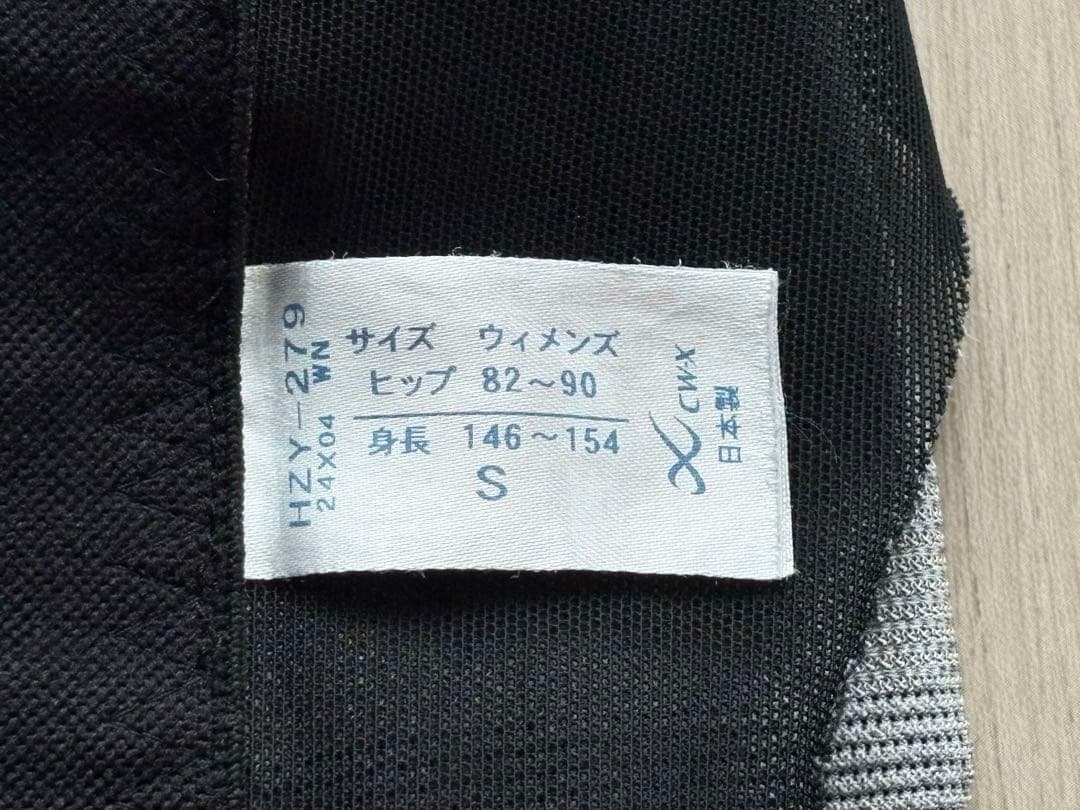 サイズ ウィメンズ
ヒップ 82～90
身長 146～154
S
HZY-279
24X04 WN
CW-X
日本製